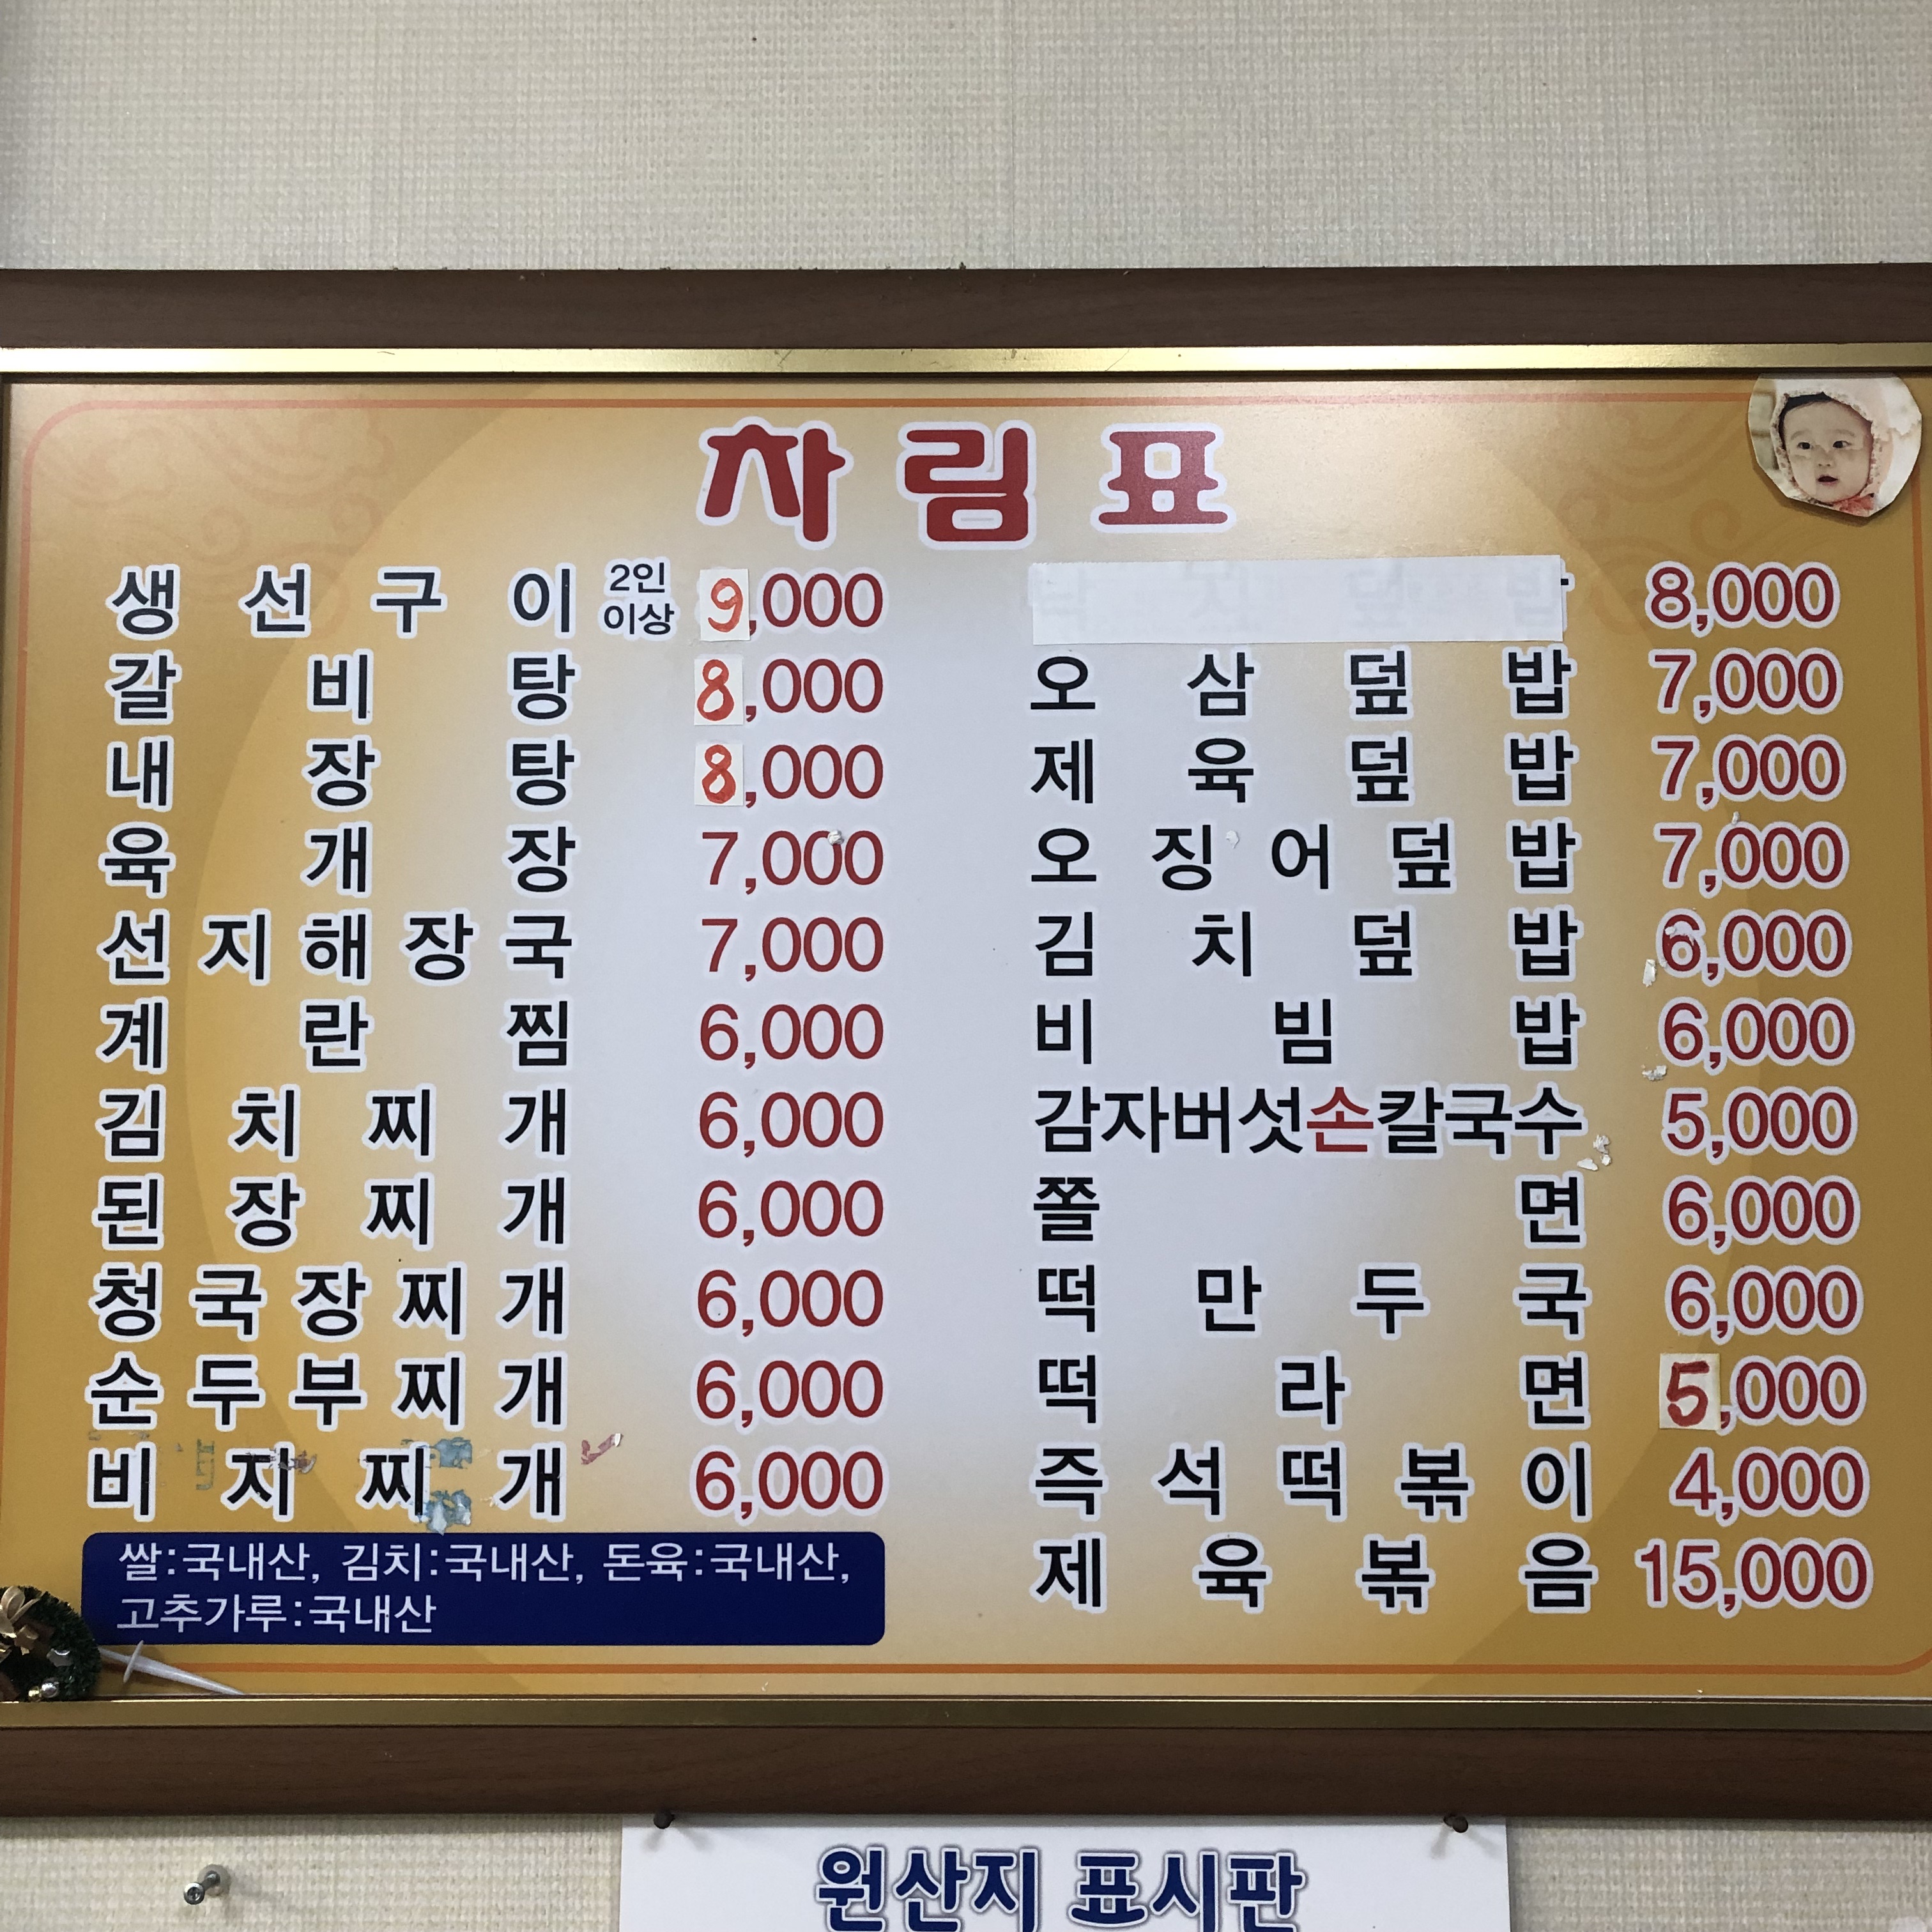 차림표
생선구이 2인이상 9,000
갈비탕 8,000
내장탕 8,000
육개장 7,000
선지해장국 7,000
계란찜 6,000
김치찌개 6,000
된장찌개 6,000
청국장찌개 6,000
순두부찌개 6,000
비지찌개 6,000
쌀:국내산, 김치:국내산, 돈육:국내산,
고추가루:국내산
8,000
오삼덮밥 7,000
제육덮밥 7,000
오징어덮밥 7,000
김치덮밥 6,000
비빔밥 6,000
감자버섯손칼국수 5,000
쫄면 6,000
떡만두국 6,000
떡라면 5,000
즉석떡볶이 4,000
제육볶음 15,000
원산지 표시판